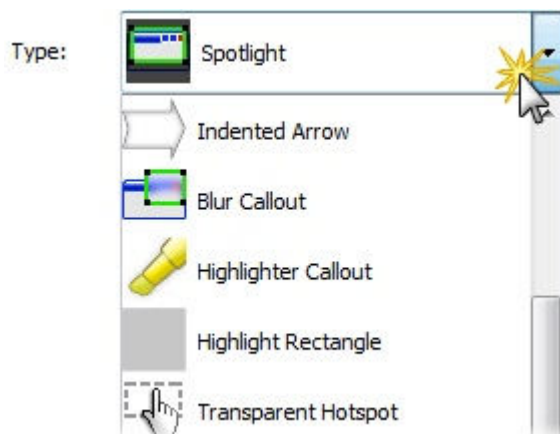 Type:
Spotlight
Indented Arrow
Blur Callout
Highlighter Callout
Highlight Rectangle
Transparent Hotspot